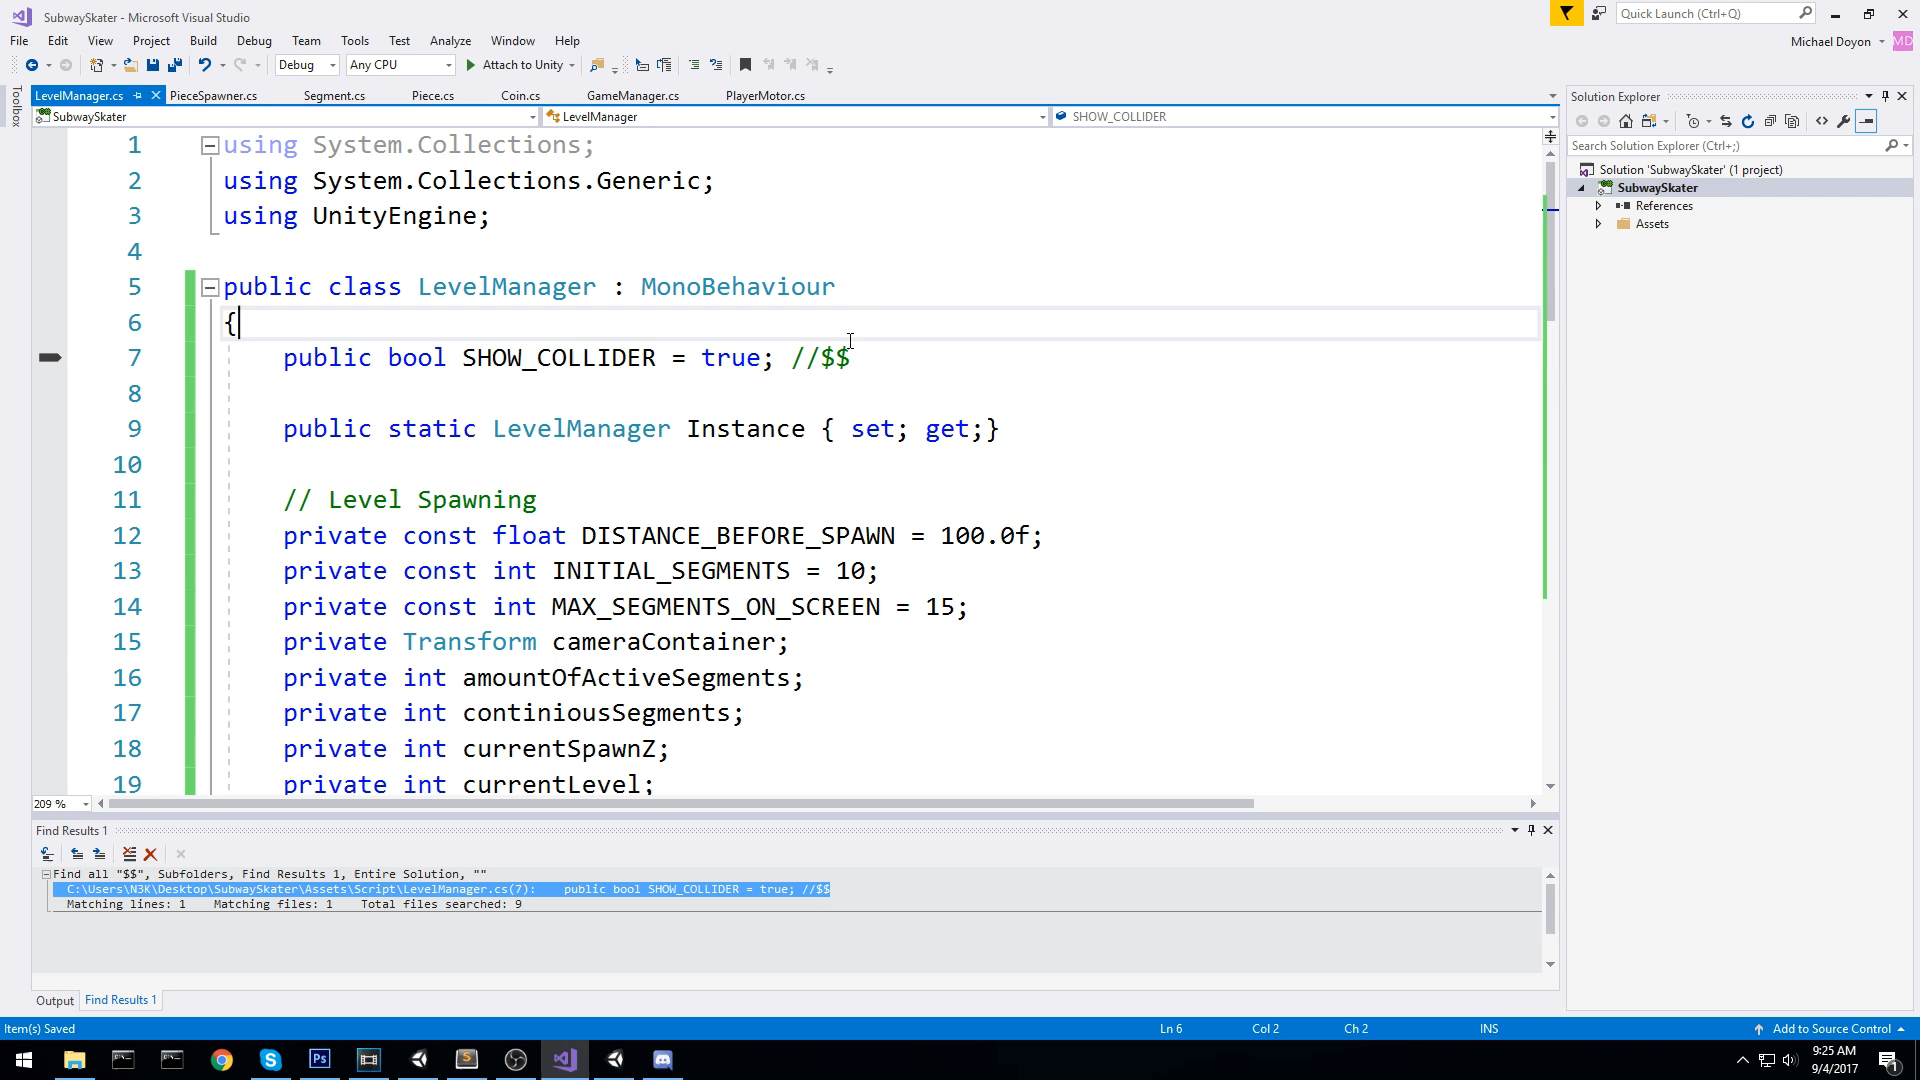 SubwaySkater - Microsoft Visual Studio
Quick Launch (Ctrl+Q)
File Edit View Project Build Debug Team Tools Test Analyze Window Help
Michael Doyon MD
Debug Any CPU Attach to Unity
Toolbox
LevelManager.cs PieceSpawner.cs Segment.cs Piece.cs Coin.cs GameManager.cs PlayerMotor.cs
SubwaySkater LevelManager SHOW_COLLIDER
1 using System.Collections;
2 using System.Collections.Generic;
3 using UnityEngine;
4
5 public class LevelManager : MonoBehaviour
6 {
7 public bool SHOW_COLLIDER = true; //$$
8
9 public static LevelManager Instance { set; get;}
10
11 // Level Spawning
12 private const float DISTANCE_BEFORE_SPAWN = 100.0f;
13 private const int INITIAL_SEGMENTS = 10;
14 private const int MAX_SEGMENTS_ON_SCREEN = 15;
15 private Transform cameraContainer;
16 private int amountOfActiveSegments;
17 private int continiousSegments;
18 private int currentSpawnZ;
19 private int currentLevel;
209 %
Solution Explorer
Search Solution Explorer (Ctrl+;)
Solution 'SubwaySkater' (1 project)
SubwaySkater
References
Assets
Find Results 1
Find all "$$", Subfolders, Find Results 1, Entire Solution, ""
C:\Users\N3K\Desktop\SubwaySkater\Assets\Script\LevelManager.cs(7): public bool SHOW_COLLIDER = true; //$$
Matching lines: 1 Matching files: 1 Total files searched: 9
Output Find Results 1
Item(s) Saved Ln 6 Col 2 Ch 2 INS Add to Source Control
9:25 AM
9/4/2017
1